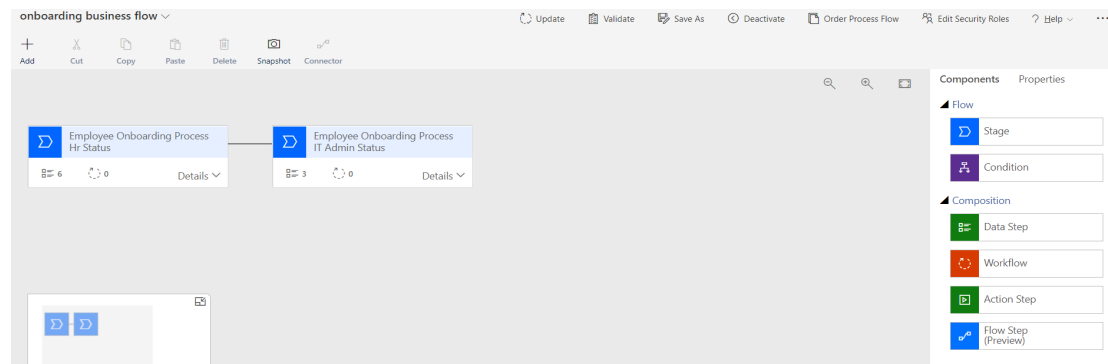 onboarding business flow
Update
Validate
Save As
Deactivate
Order Process Flow
Edit Security Roles
? Help
...
Add
Cut
Copy
Paste
Delete
Snapshot
Connector
Components
Properties
Flow
Stage
Condition
Composition
Data Step
Workflow
Action Step
Flow Step
(Preview)
Employee Onboarding Process
Hr Status
6
0
Details
Employee Onboarding Process
IT Admin Status
3
0
Details